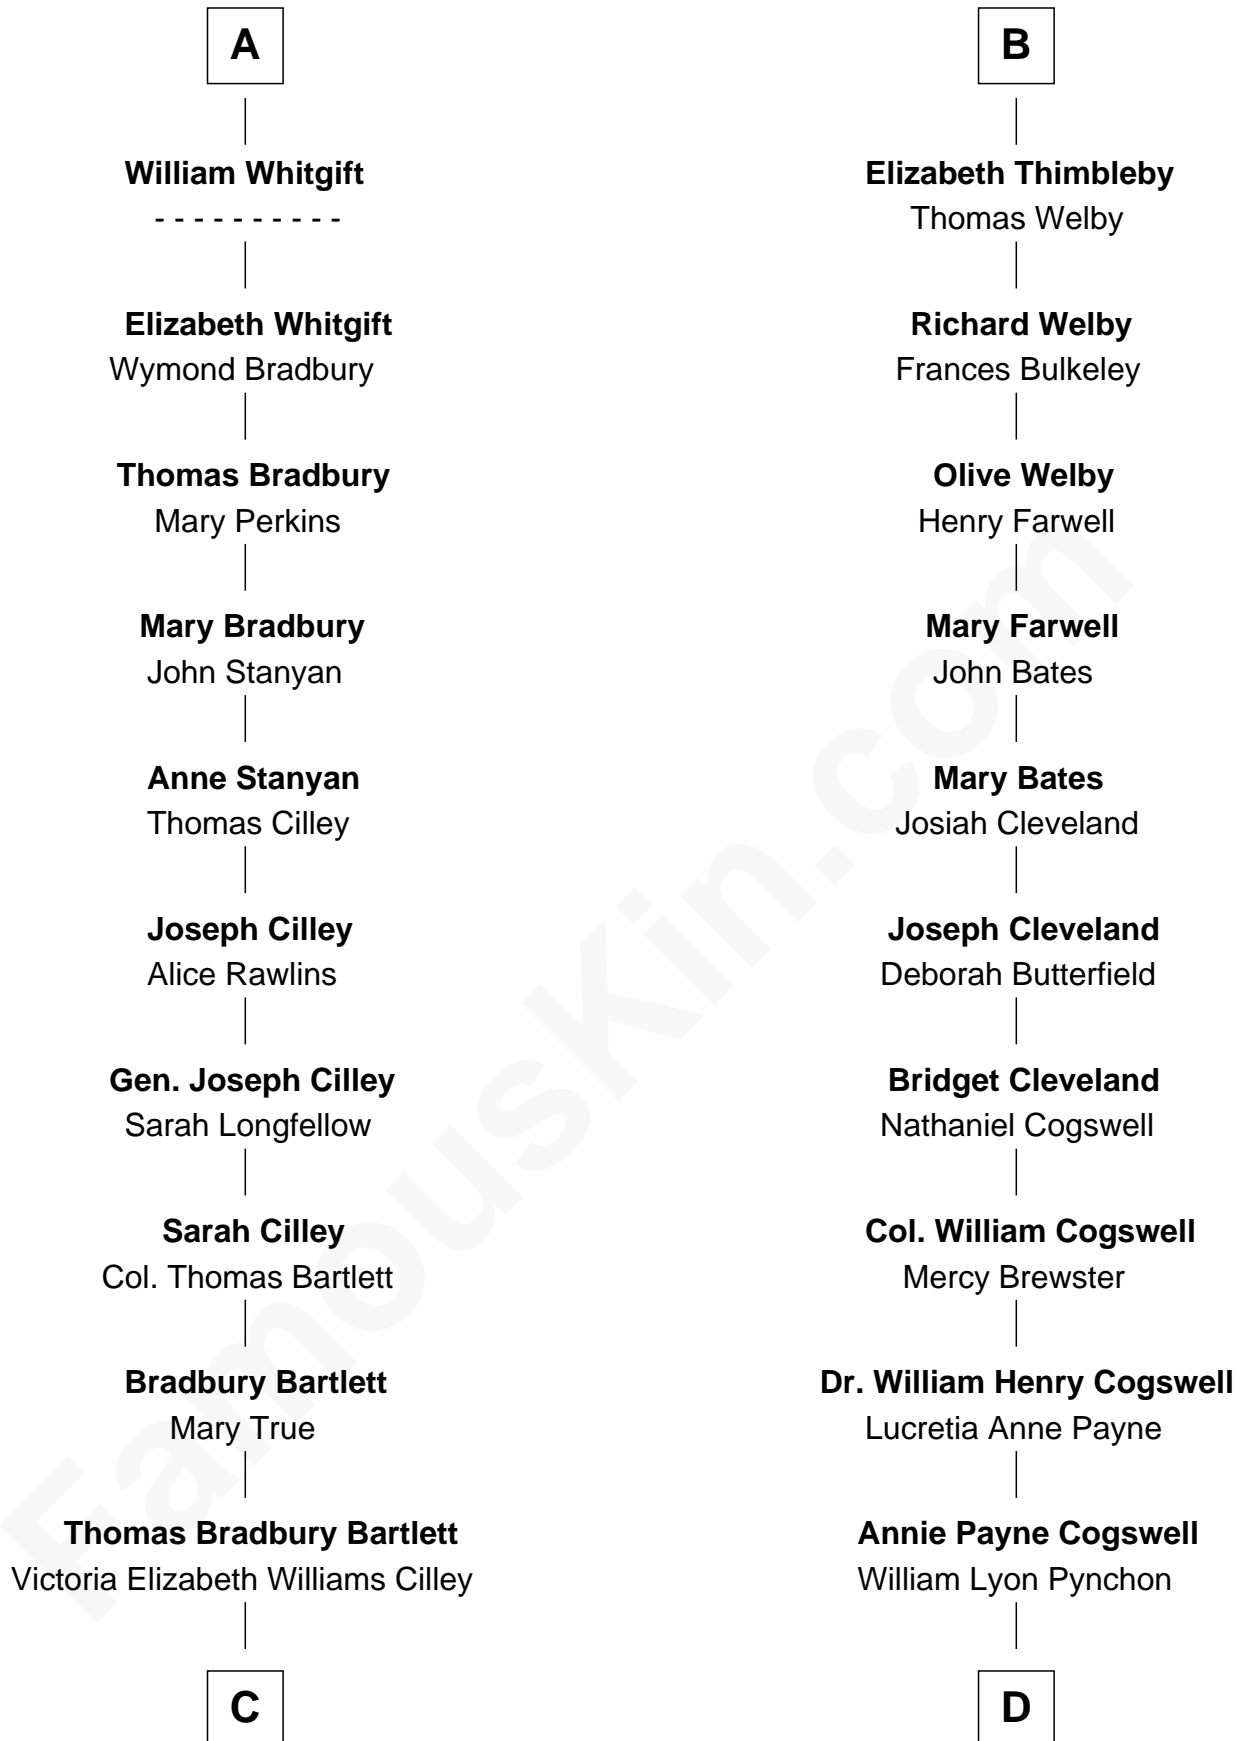 A
William Whitgift
- - - - - - - - - -
Elizabeth Whitgift
Wymond Bradbury
Thomas Bradbury
Mary Perkins
Mary Bradbury
John Stanyan
Anne Stanyan
Thomas Cilley
Joseph Cilley
Alice Rawlins
Gen. Joseph Cilley
Sarah Longfellow
Sarah Cilley
Col. Thomas Bartlett
Bradbury Bartlett
Mary True
Thomas Bradbury Bartlett
Victoria Elizabeth Williams Cilley
C
B
Elizabeth Thimbleby
Thomas Welby
Richard Welby
Frances Bulkeley
Olive Welby
Henry Farwell
Mary Farwell
John Bates
Mary Bates
Josiah Cleveland
Joseph Cleveland
Deborah Butterfield
Bridget Cleveland
Nathaniel Cogswell
Col. William Cogswell
Mercy Brewster
Dr. William Henry Cogswell
Lucretia Anne Payne
Annie Payne Cogswell
William Lyon Pynchon
D
FamousKin.com